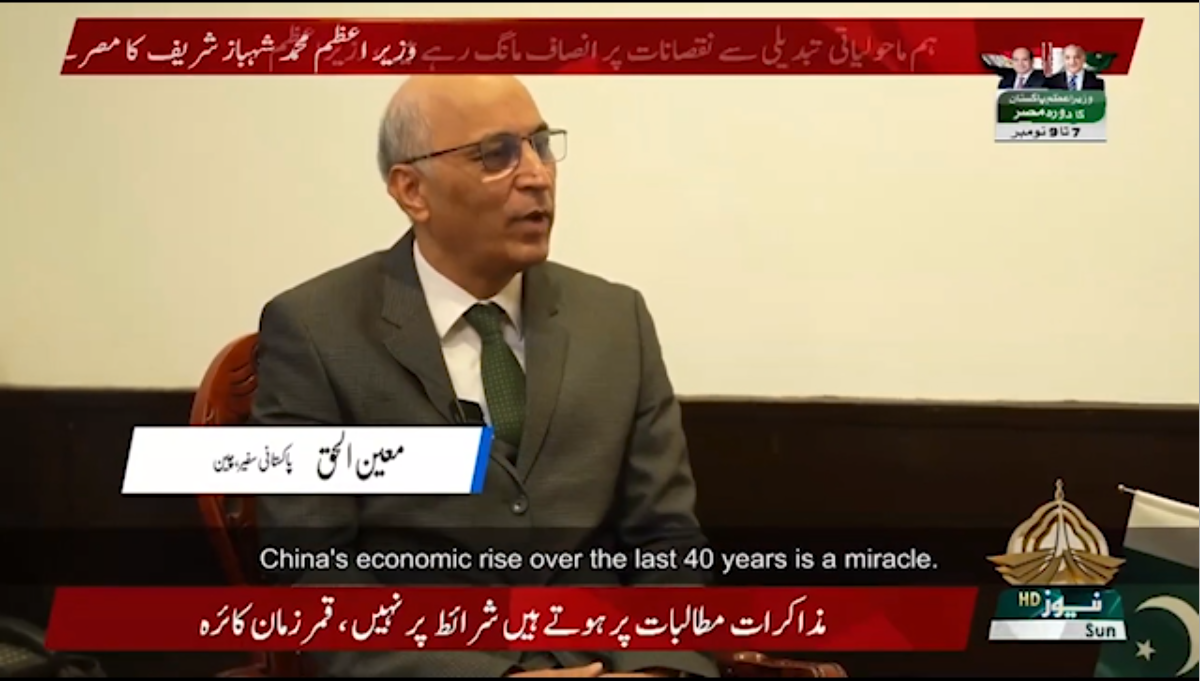 ہم ماحولیاتی تبدیلی سے نقصانات پر انصاف مانگ رہے
وزیر اعظم محمد شہباز شریف کا مصر
وزیراعظم پاکستان
کا دورہ مصر
7 تا 9 نومبر
معین الحق پاکستانی سفیر، چین
China's economic rise over the last 40 years is a miracle.
مذاکرات مطالبات پر ہوتے ہیں شرائط پر نہیں، قمر زمان کائرہ
نیوز HD
Sun